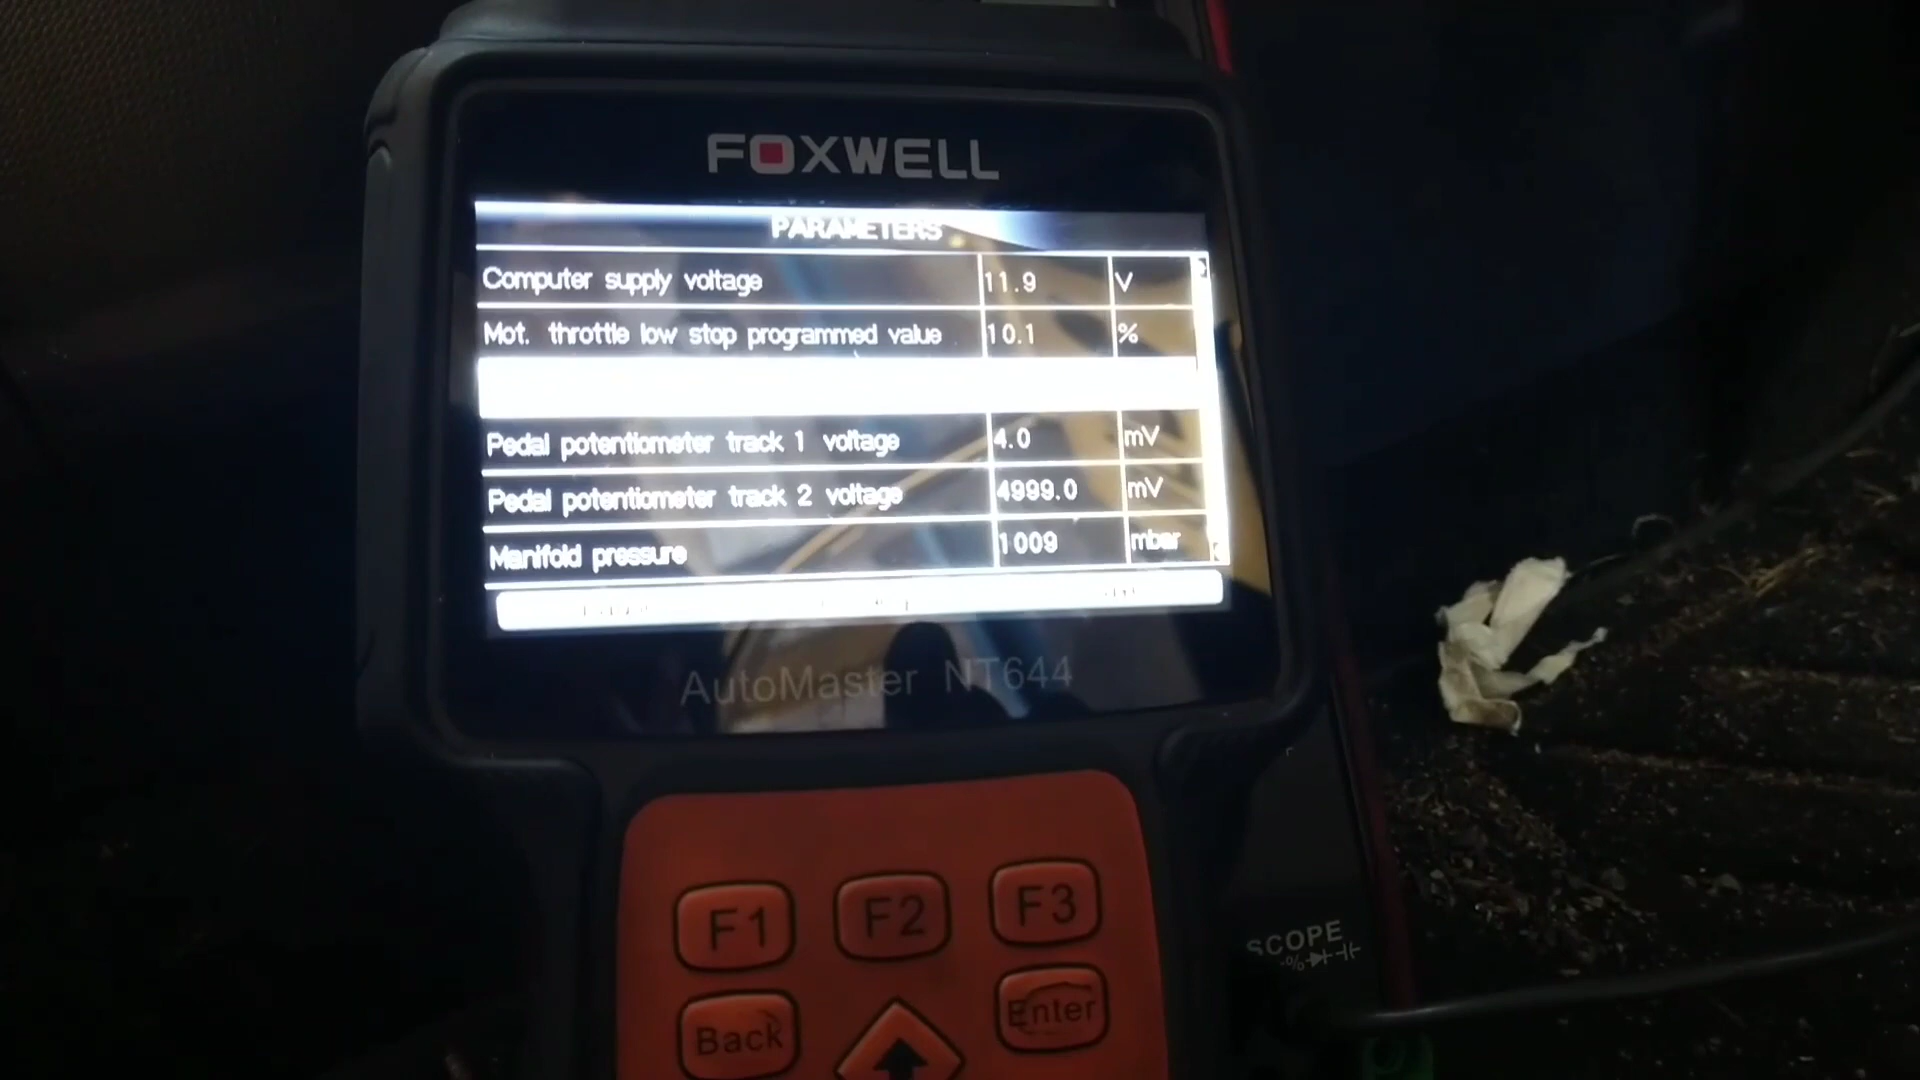 FOXWELL
PARAMETERS
Computer supply voltage 11.9 V
Mot. throttle low stop programmed value 10.1 %
Pedal potentiometer track 1 voltage 4.0 mV
Pedal potentiometer track 2 voltage 4999.0 mV
Manifold pressure 1009 mbar
AutoMaster NT644
F1 F2 F3
Back Enter
SCOPE
%